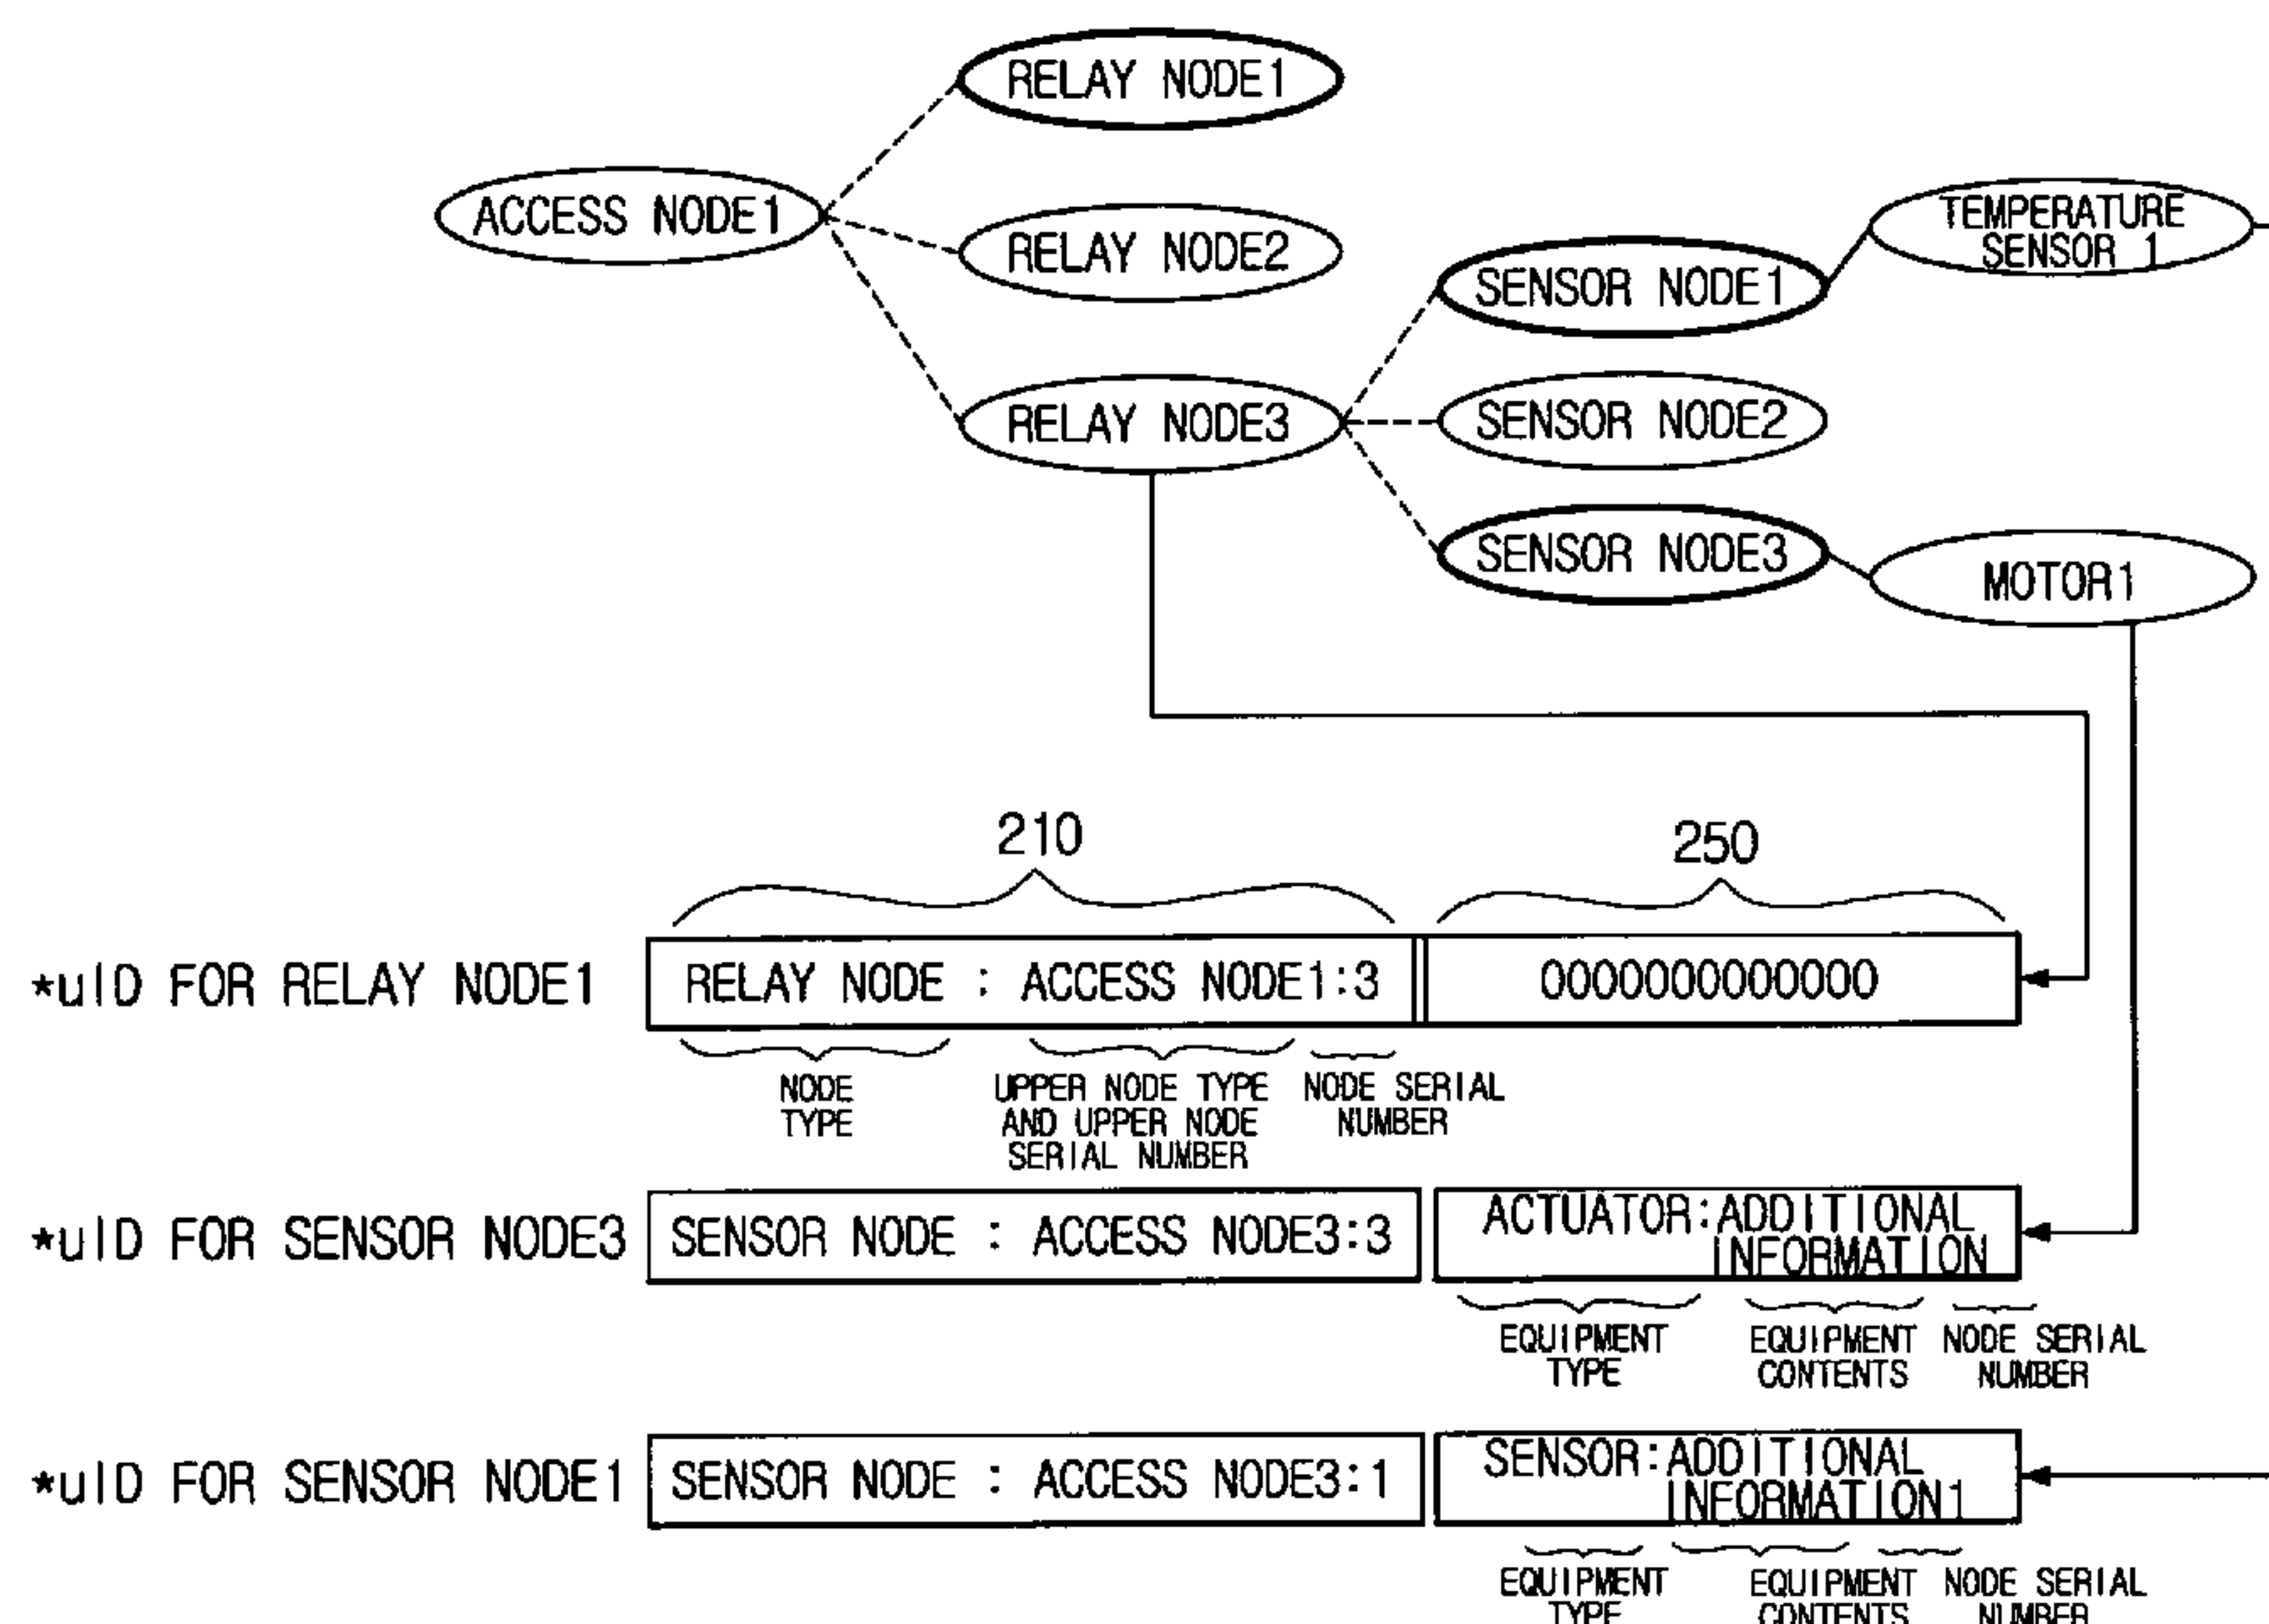 RELAY NODE1
ACCESS NODE1
RELAY NODE2
TEMPERATURE
SENSOR 1
SENSOR NODE1
RELAY NODE3
SENSOR NODE2
SENSOR NODE3
MOTOR1
210
250
*uID FOR RELAY NODE1
RELAY NODE : ACCESS NODE1:3
0000000000000
NODE
TYPE
UPPER NODE TYPE
AND UPPER NODE
SERIAL NUMBER
NODE SERIAL
NUMBER
*uID FOR SENSOR NODE3
SENSOR NODE : ACCESS NODE3:3
ACTUATOR:ADDITIONAL
INFORMATION
EQUIPMENT
TYPE
EQUIPMENT
CONTENTS
NODE SERIAL
NUMBER
*uID FOR SENSOR NODE1
SENSOR NODE : ACCESS NODE3:1
SENSOR:ADDITIONAL
INFORMATION1
EQUIPMENT
TYPE
EQUIPMENT
CONTENTS
NODE SERIAL
NUMBER